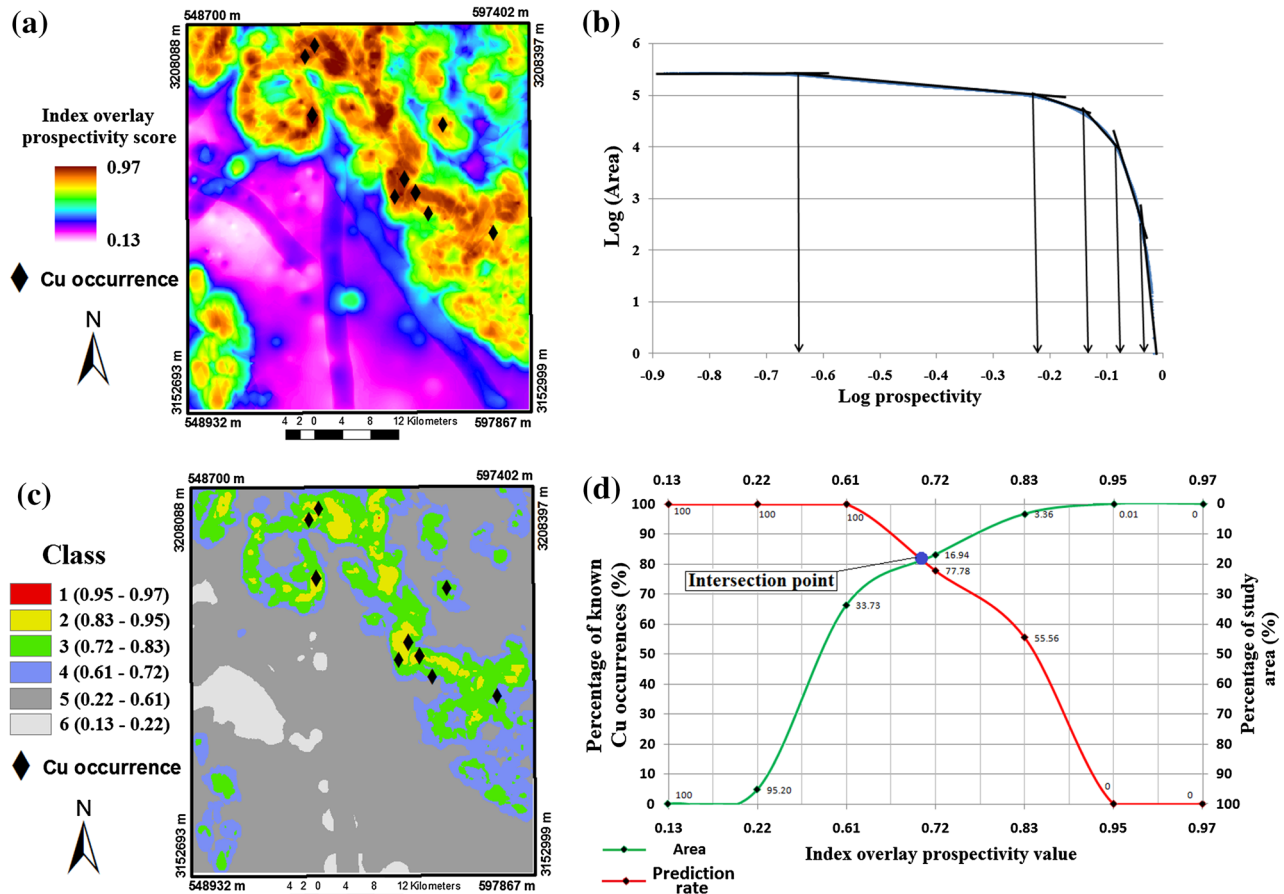 (a)
548700 m
597402 m
3208088 m
3208397 m
Index overlay
prospectivity score
0.97
0.13
Cu occurrence
N
3152693 m
3152999 m
548932 m
597867 m
4 2 0 4 8 12 Kilometers
(b)
Log (Area)
6
5
4
3
2
1
0
-0.9 -0.8 -0.7 -0.6 -0.5 -0.4 -0.3 -0.2 -0.1 0
Log prospectivity
(c)
548700 m
597402 m
3208088 m
3208397 m
Class
1 (0.95 - 0.97)
2 (0.83 - 0.95)
3 (0.72 - 0.83)
4 (0.61 - 0.72)
5 (0.22 - 0.61)
6 (0.13 - 0.22)
Cu occurrence
N
3152693 m
3152999 m
548932 m
597867 m
4 2 0 4 8 12 Kilometers
(d)
0.13 0.22 0.61 0.72 0.83 0.95 0.97
Percentage of known
Cu occurrences (%)
100
90
80
70
60
50
40
30
20
10
0
100
100
100
3.36
0.01
0
16.94
77.78
Intersection point
33.73
55.56
100
95.20
0
0
0
10
20
30
40
50
60
70
80
90
100
Percentage of study
area (%)
0.13 0.22 0.61 0.72 0.83 0.95 0.97
Index overlay prospectivity value
Area
Prediction
rate